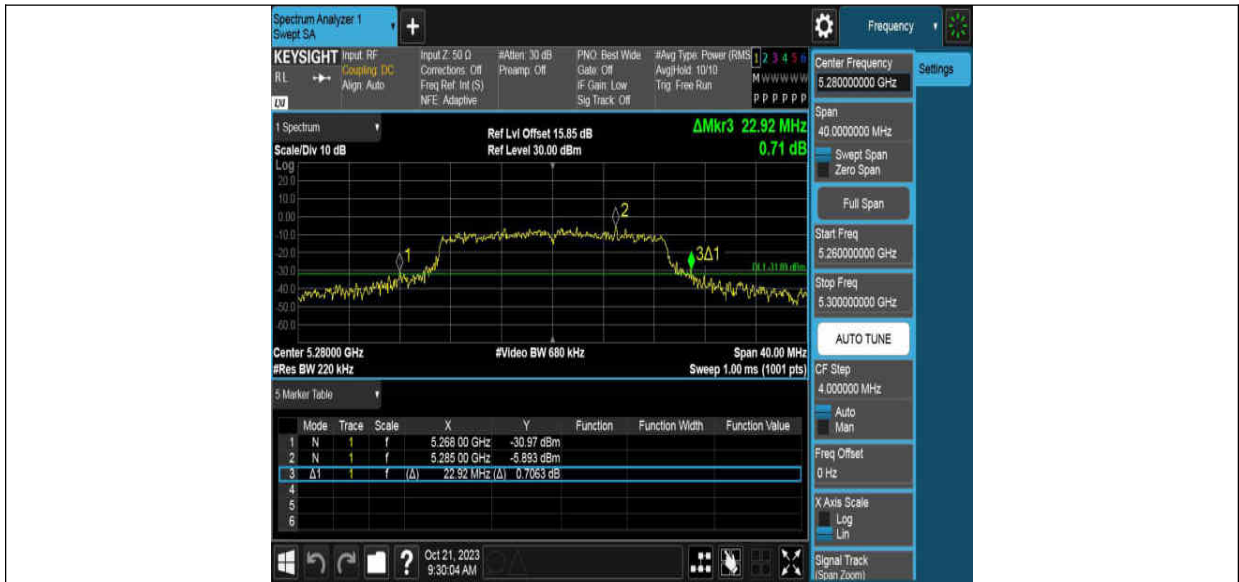 Spectrum Analyzer 1
Swept SA
Frequency
KEYSIGHT
Input: RF
Coupling: DC
Align: Auto
Input Z: 50 Ω
Corrections: Off
Freq Ref: Int (S)
NFE: Adaptive
#Atten: 30 dB
Preamp: Off
PNO: Best Wide
Gate: Off
IF Gain: Low
Sig Track: Off
#Avg Type: Power (RMS
Avg|Hold: 10/10
Trig: Free Run
1 2 3 4 5 6
M W W W W W
P P P P P P
RL
LXI
1 Spectrum
Scale/Div 10 dB
Ref Lvl Offset 15.85 dB
Ref Level 30.00 dBm
ΔMkr3 22.92 MHz
0.71 dB
Log
20.0
10.0
0.00
-10.0
-20.0
-30.0
-40.0
-50.0
-60.0
1
2
3Δ1
Center 5.28000 GHz
#Res BW 220 kHz
#Video BW 680 kHz
Span 40.00 MHz
Sweep 1.00 ms (1001 pts)
5 Marker Table
Mode Trace Scale X Y Function Function Width Function Value
1 N 1 f 5.268 00 GHz -30.97 dBm
2 N 1 f 5.285 00 GHz -5.893 dBm
3 Δ1 1 f (Δ) 22.92 MHz (Δ) 0.7063 dB
4
5
6
Oct 21, 2023
9:30:04 AM
Center Frequency
5.280000000 GHz
Settings
Span
40.0000000 MHz
Swept Span
Zero Span
Full Span
Start Freq
5.260000000 GHz
Stop Freq
5.300000000 GHz
AUTO TUNE
CF Step
4.000000 MHz
Auto
Man
Freq Offset
0 Hz
X Axis Scale
Log
Lin
Signal Track
(Span Zoom)